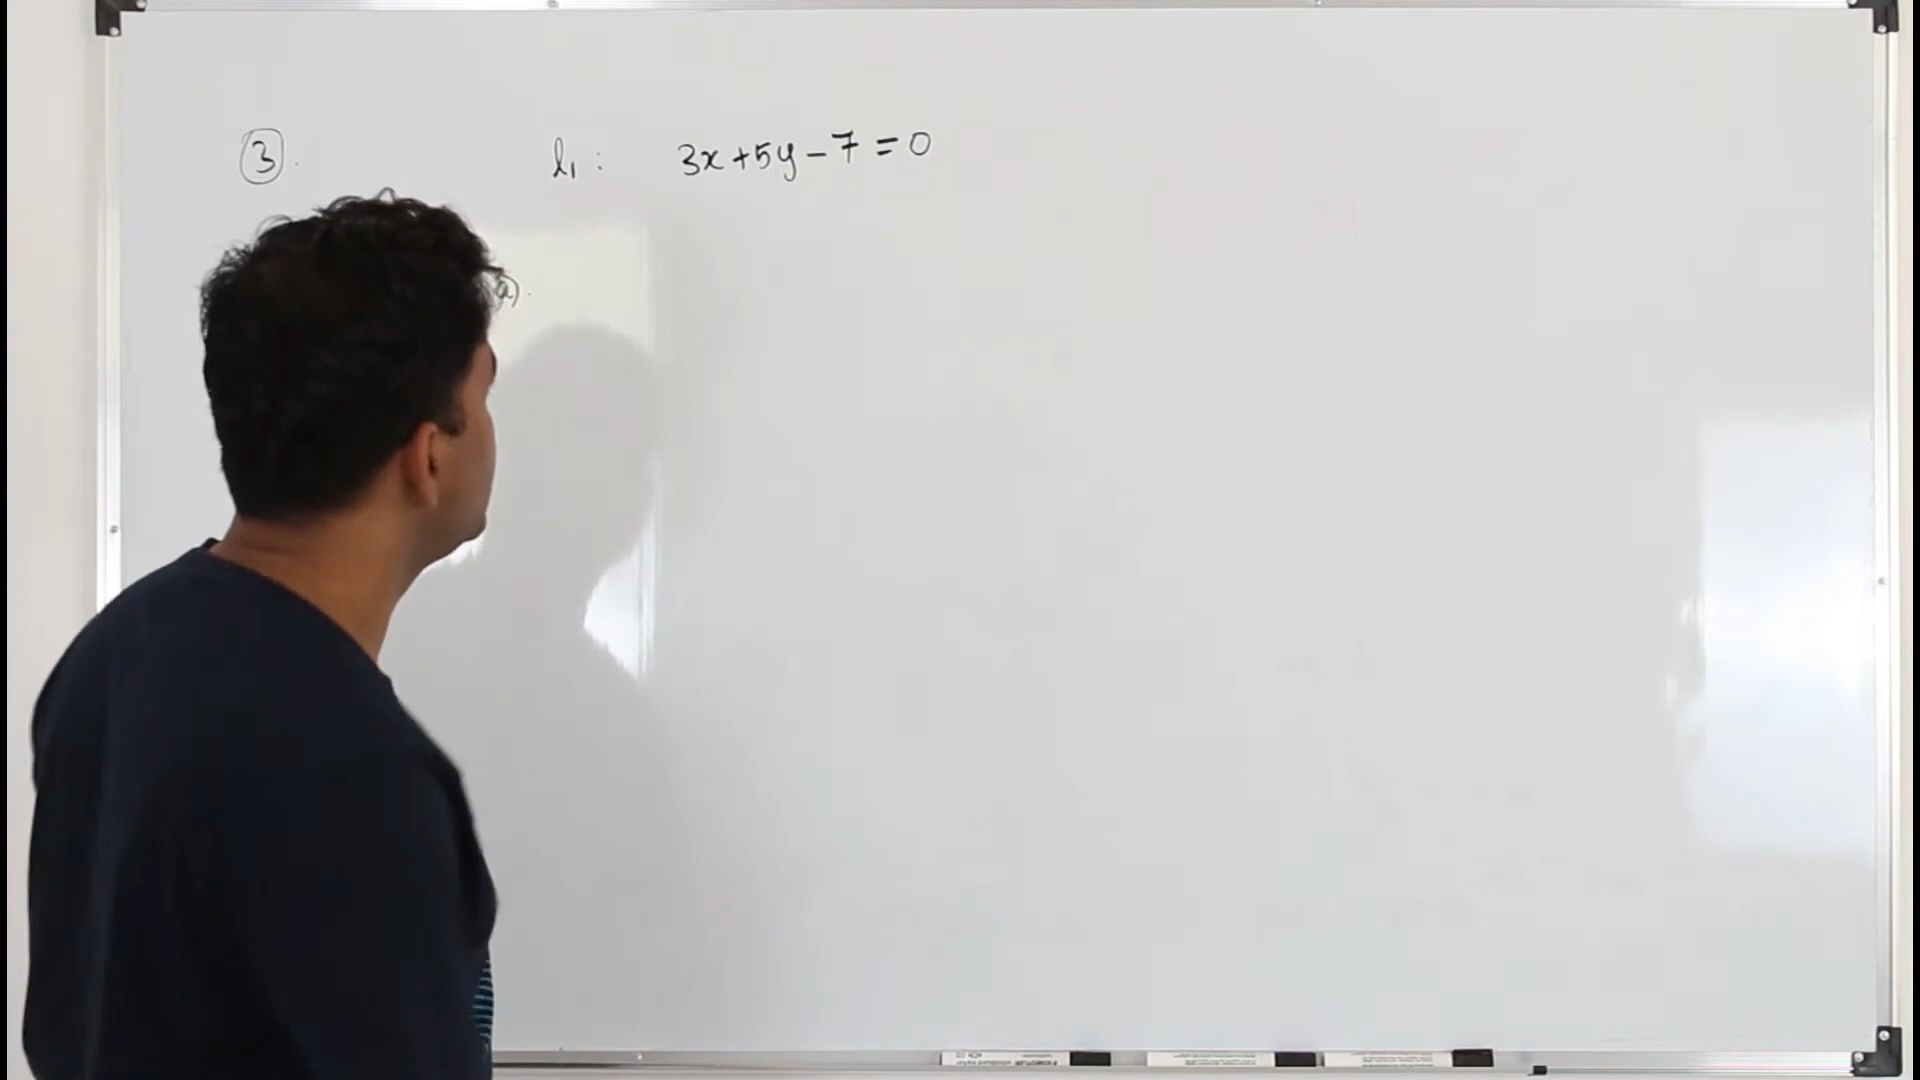 ③. l₁ : 3x+5y-7=0
a).